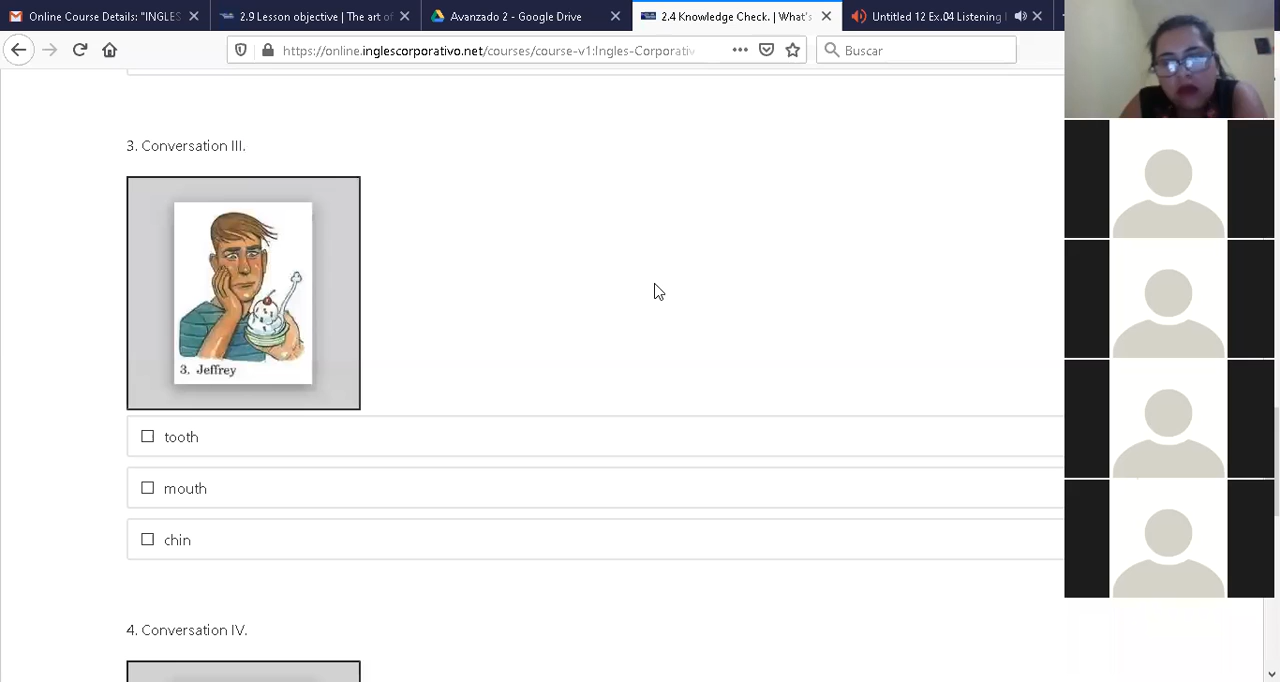 Online Course Details: "INGLES
2.9 Lesson objective | The art of
Avanzado 2 - Google Drive
2.4 Knowledge Check. | What's
Untitled 12 Ex.04 Listening
https://online.inglescorporativo.net/courses/course-v1:Ingles-Corporativ
Buscar
3. Conversation III.
3. Jeffrey
tooth
mouth
chin
4. Conversation IV.